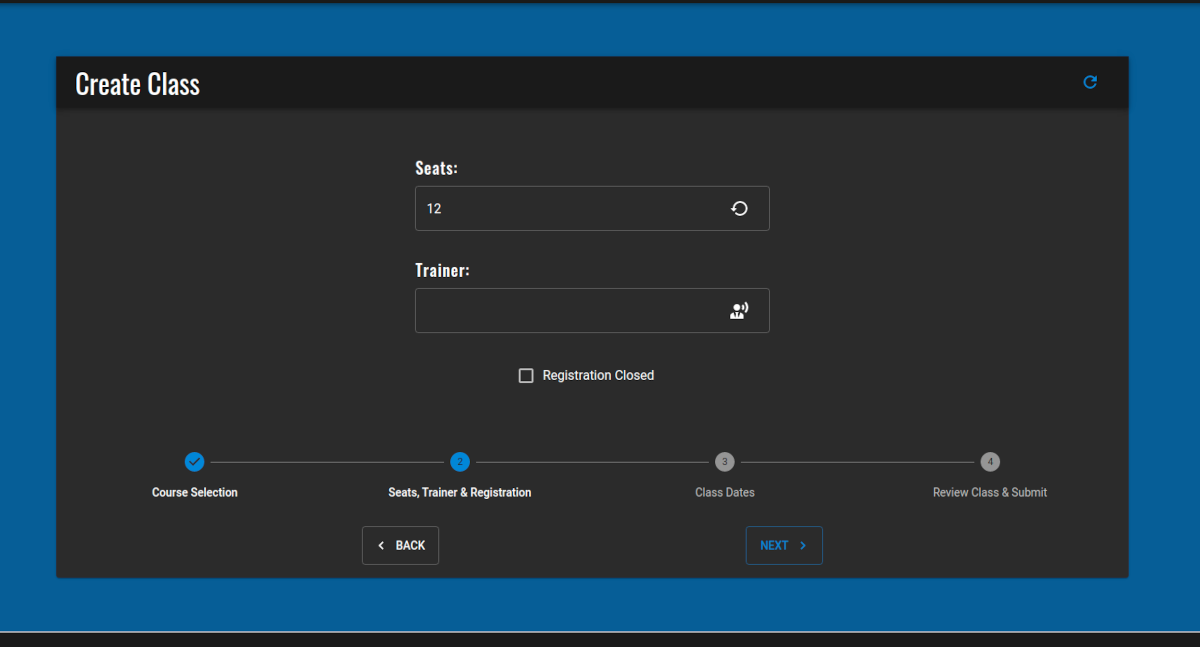 Create Class
Seats:
12
Trainer:
Registration Closed
2
3
4
Course Selection
Seats, Trainer & Registration
Class Dates
Review Class & Submit
BACK
NEXT